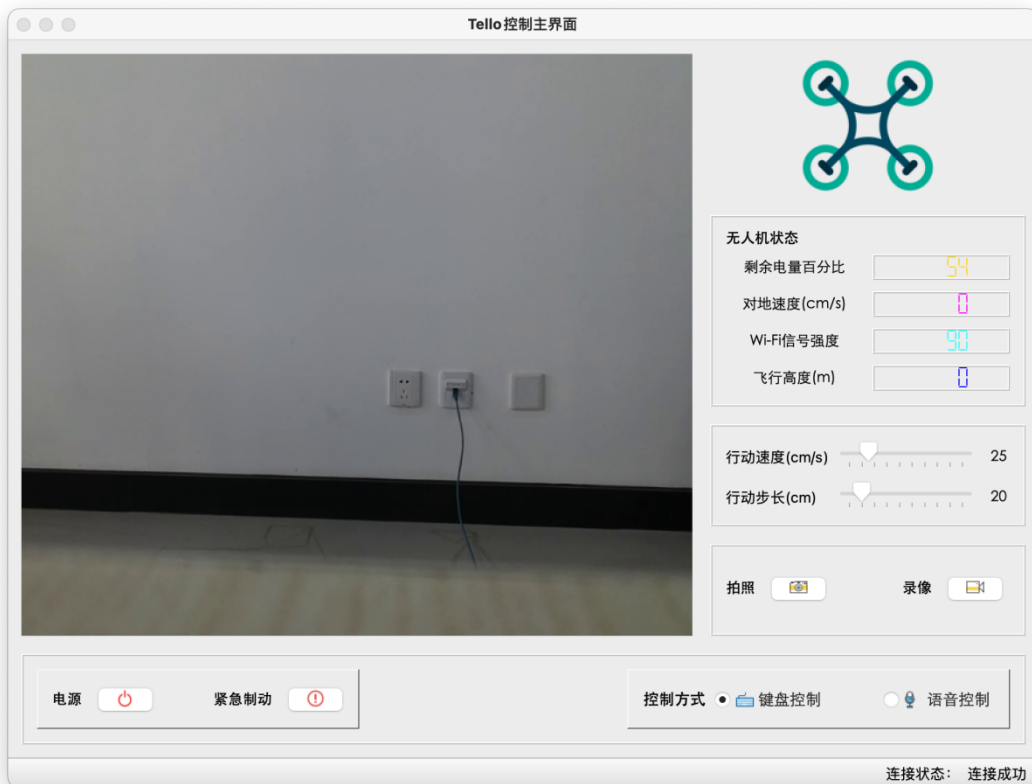 Tello控制主界面
无人机状态
剩余电量百分比 54
对地速度(cm/s) 0
Wi-Fi信号强度 90
飞行高度(m) 0
行动速度(cm/s) 25
行动步长(cm) 20
拍照 录像
电源 紧急制动 控制方式 键盘控制 语音控制
连接状态： 连接成功